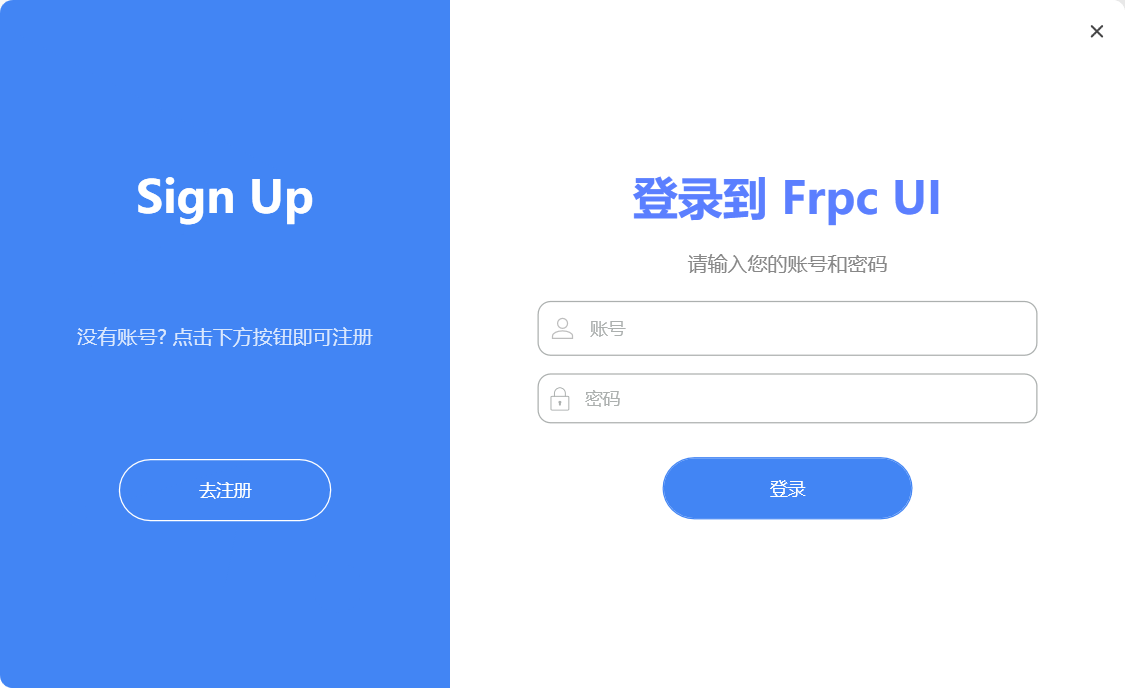 Sign Up
没有账号? 点击下方按钮即可注册
去注册
登录到 Frpc UI
请输入您的账号和密码
账号
密码
登录